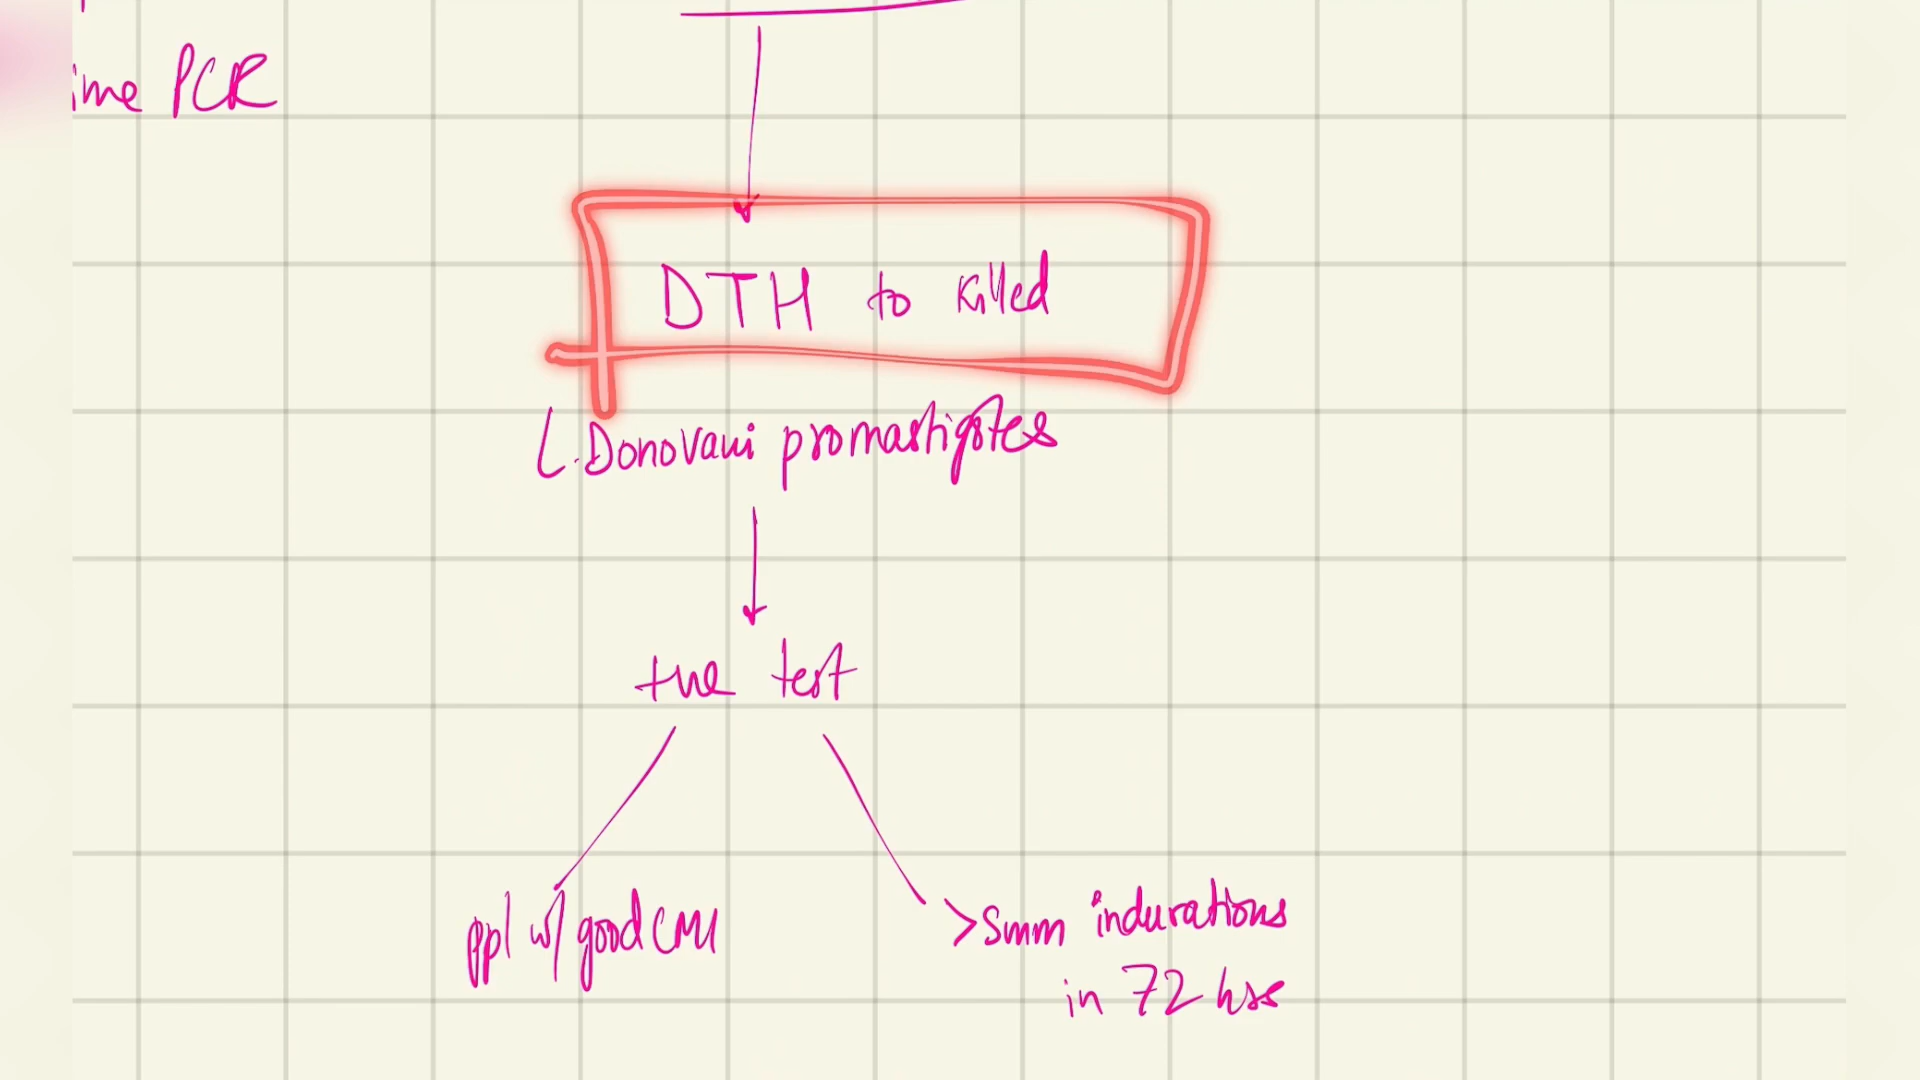 ime PCR
DTH to killed
L. Donovani promastigotes
+ve test
ppl w/ good CMI
>5mm indurations
in 72 hrs